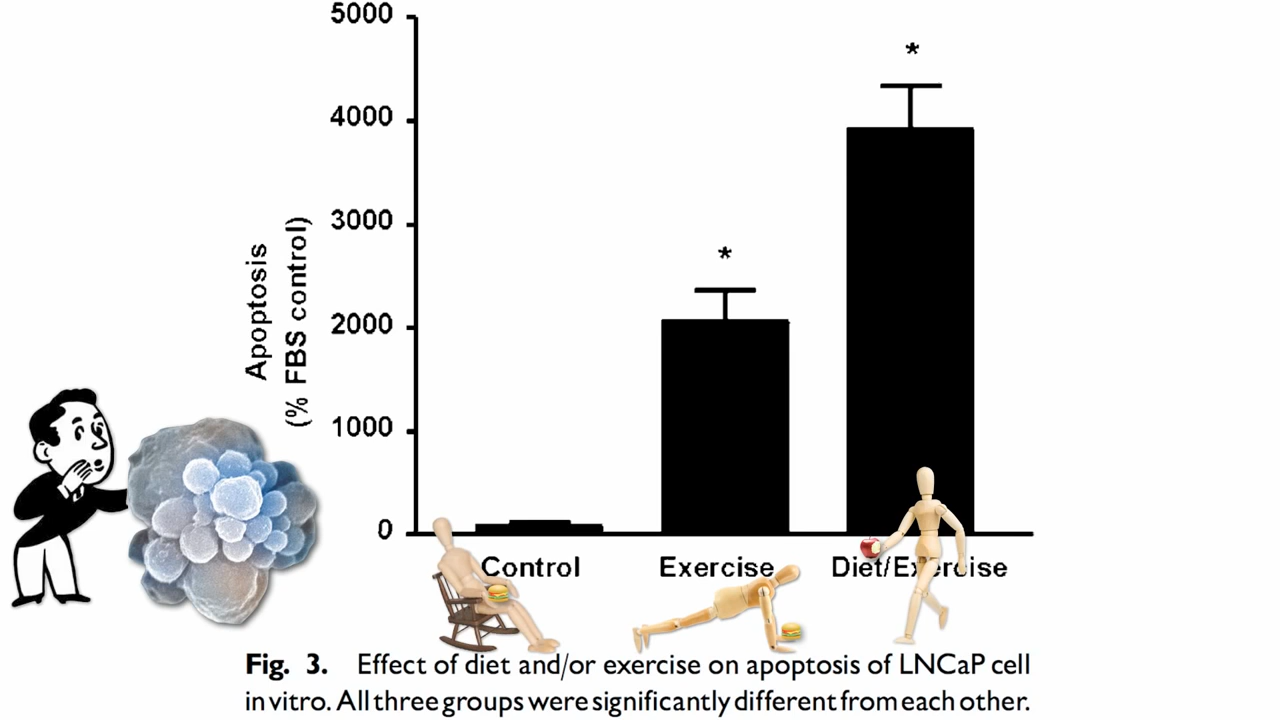 5000
4000
3000
2000
1000
0
Apoptosis
(% FBS control)
*
*
Control
Exercise
Diet/Exercise
Fig. 3. Effect of diet and/or exercise on apoptosis of LNCaP cell
in vitro. All three groups were significantly different from each other.